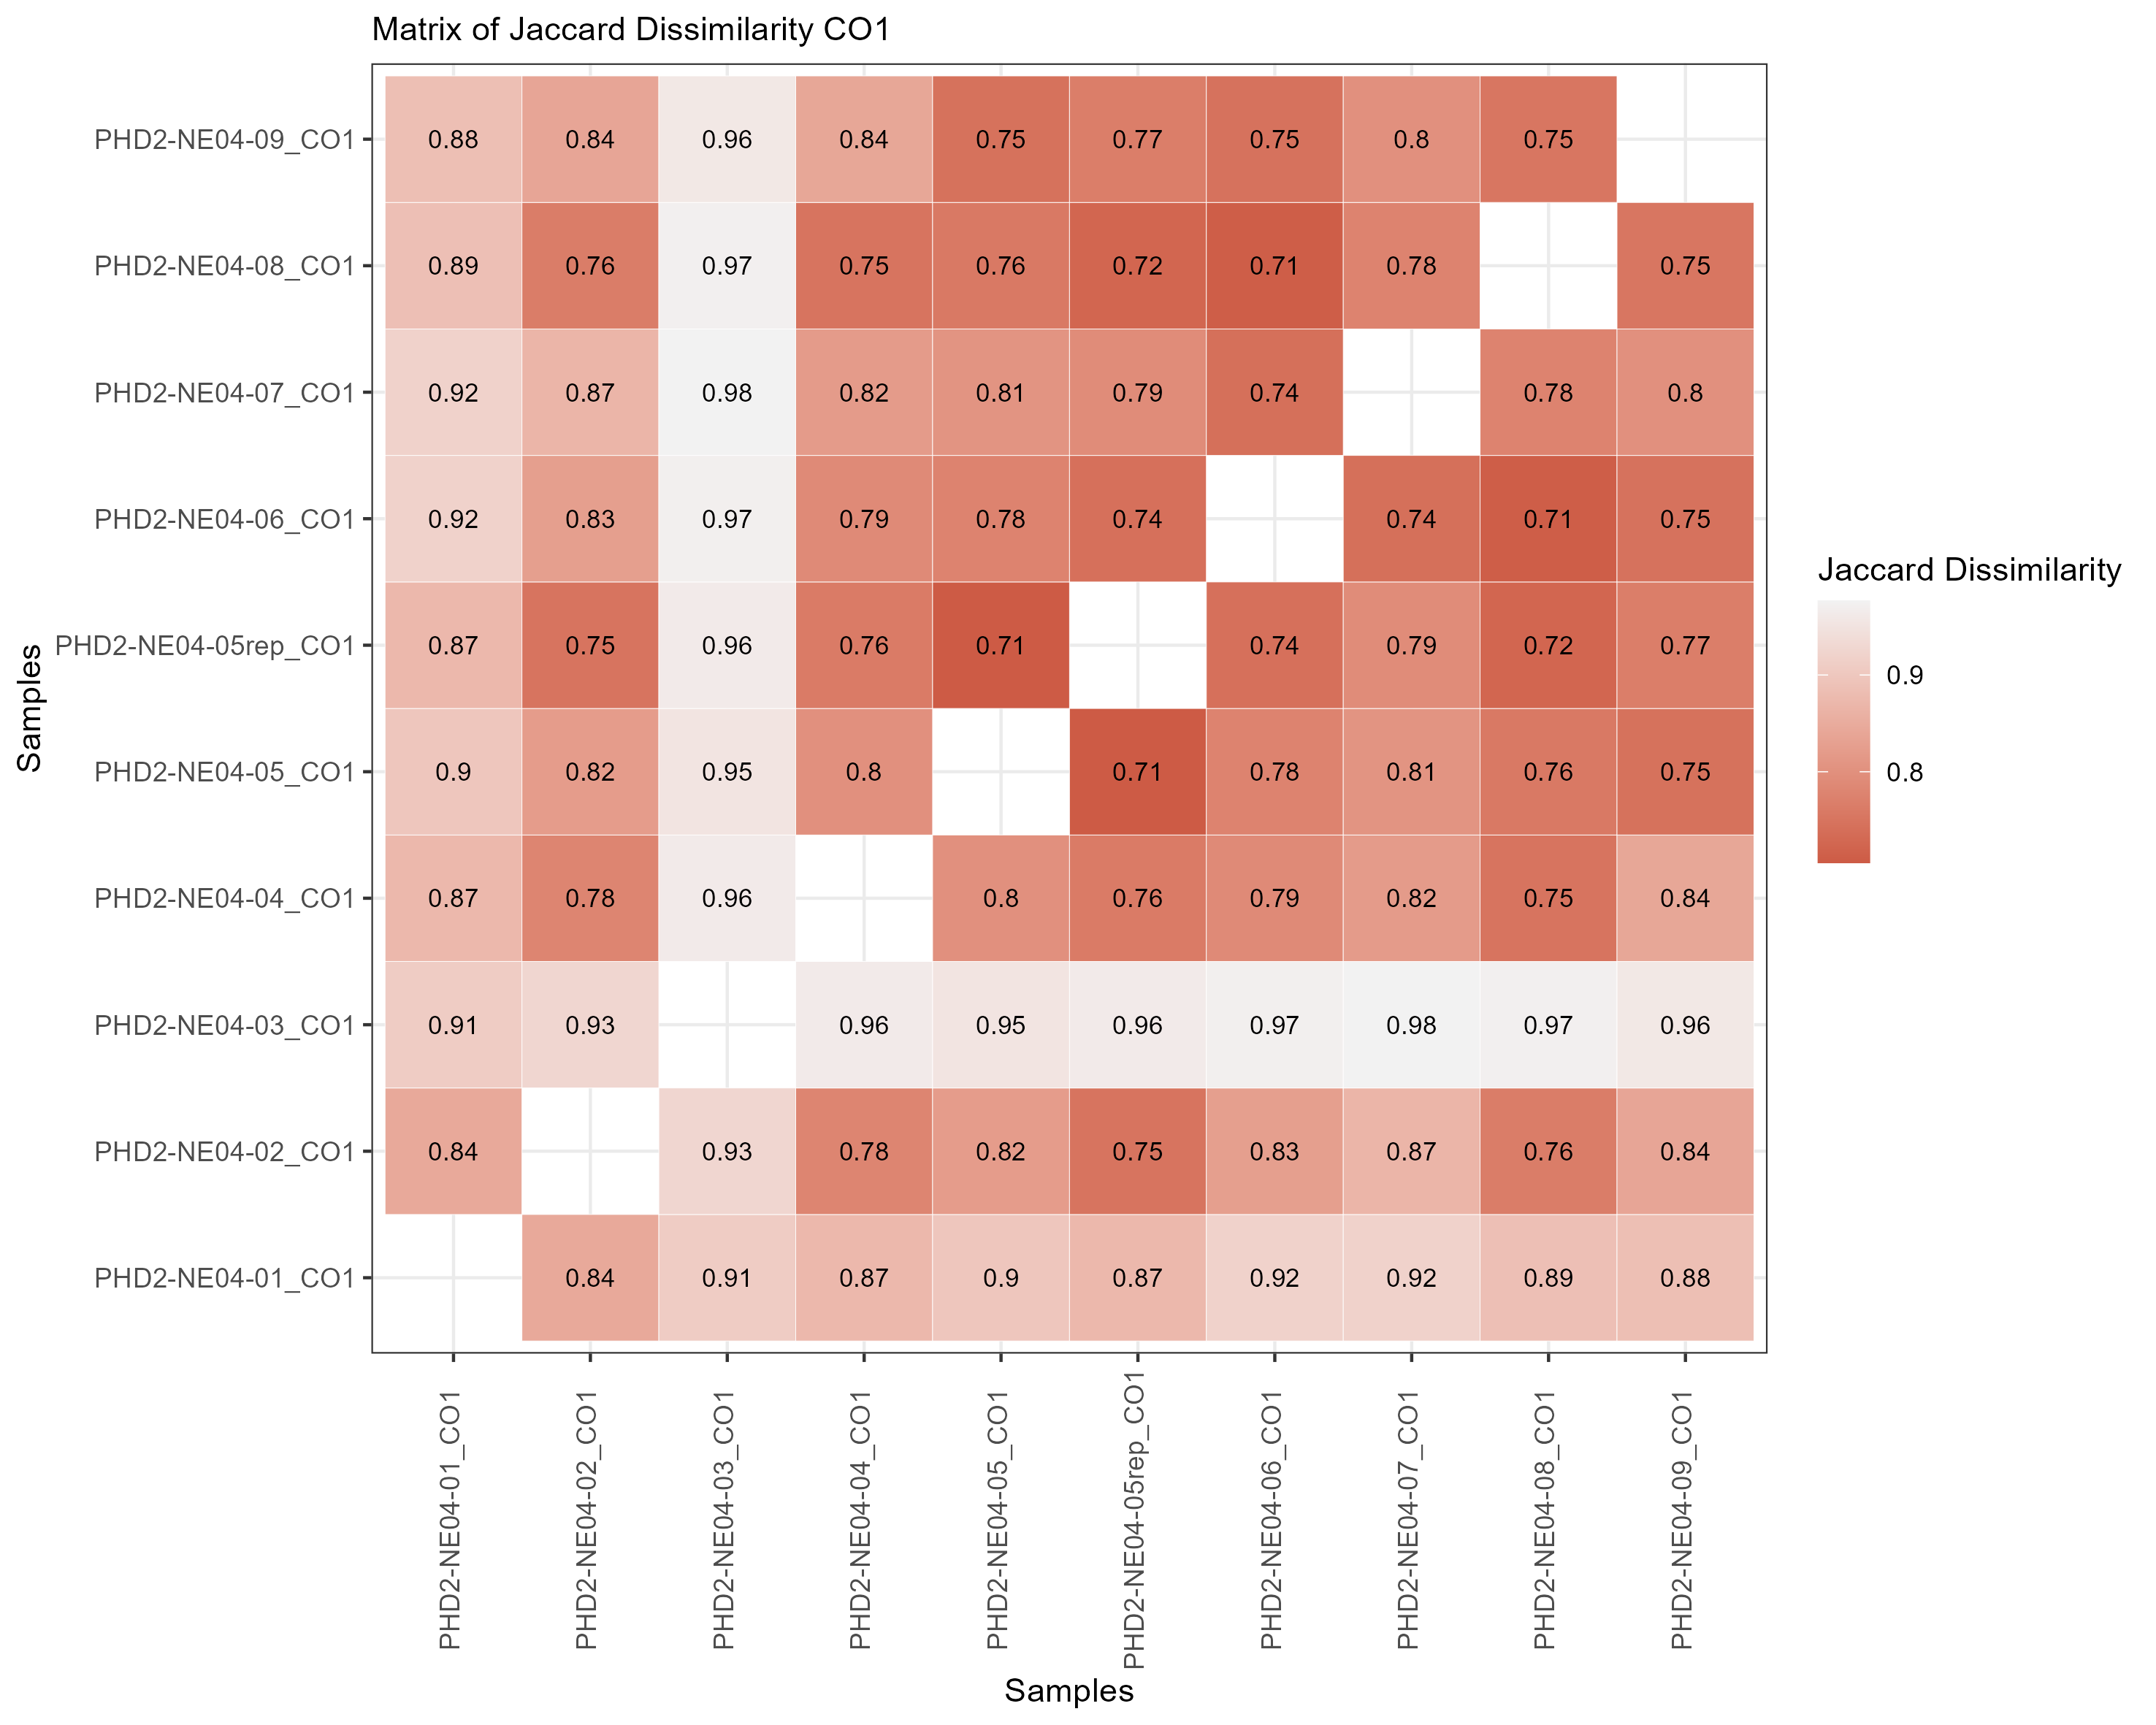 Matrix of Jaccard Dissimilarity CO1
PHD2-NE04-09_CO1 0.88 0.84 0.96 0.84 0.75 0.77 0.75 0.8 0.75
PHD2-NE04-08_CO1 0.89 0.76 0.97 0.75 0.76 0.72 0.71 0.78 0.75
PHD2-NE04-07_CO1 0.92 0.87 0.98 0.82 0.81 0.79 0.74 0.78 0.8
PHD2-NE04-06_CO1 0.92 0.83 0.97 0.79 0.78 0.74 0.74 0.71 0.75
PHD2-NE04-05rep_CO1 0.87 0.75 0.96 0.76 0.71 0.74 0.79 0.72 0.77
PHD2-NE04-05_CO1 0.9 0.82 0.95 0.8 0.71 0.78 0.81 0.76 0.75
PHD2-NE04-04_CO1 0.87 0.78 0.96 0.8 0.76 0.79 0.82 0.75 0.84
PHD2-NE04-03_CO1 0.91 0.93 0.96 0.95 0.96 0.97 0.98 0.97 0.96
PHD2-NE04-02_CO1 0.84 0.93 0.78 0.82 0.75 0.83 0.87 0.76 0.84
PHD2-NE04-01_CO1 0.84 0.91 0.87 0.9 0.87 0.92 0.92 0.89 0.88
Samples
PHD2-NE04-01_CO1
PHD2-NE04-02_CO1
PHD2-NE04-03_CO1
PHD2-NE04-04_CO1
PHD2-NE04-05_CO1
PHD2-NE04-05rep_CO1
PHD2-NE04-06_CO1
PHD2-NE04-07_CO1
PHD2-NE04-08_CO1
PHD2-NE04-09_CO1
Samples
Jaccard Dissimilarity
0.9
0.8